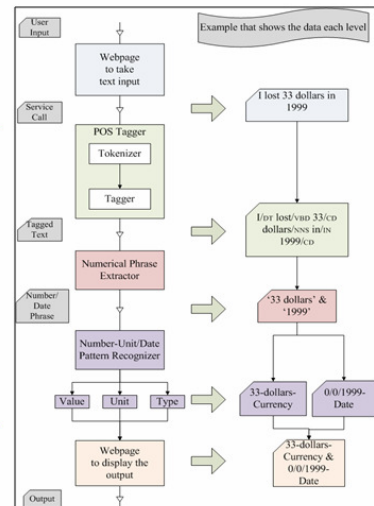 User
Input
Example that shows the data each level
Webpage
to take
text input
Service
Call
I lost 33 dollars in
1999
POS Tagger
Tokenizer
Tagger
I/DT lost/VBD 33/CD
dollars/NNS in/IN
1999/CD
Tagged
Text
Numerical Phrase
Extractor
Number/
Date
Phrase
‘33 dollars’ & ‘1999’
Number-Unit/Date
Pattern Recognizer
Value
Unit
Type
33-dollars-
Currency
0/0/1999-
Date
Webpage
to display the
output
33-dollars-
Currency &
0/0/1999-
Date
Output